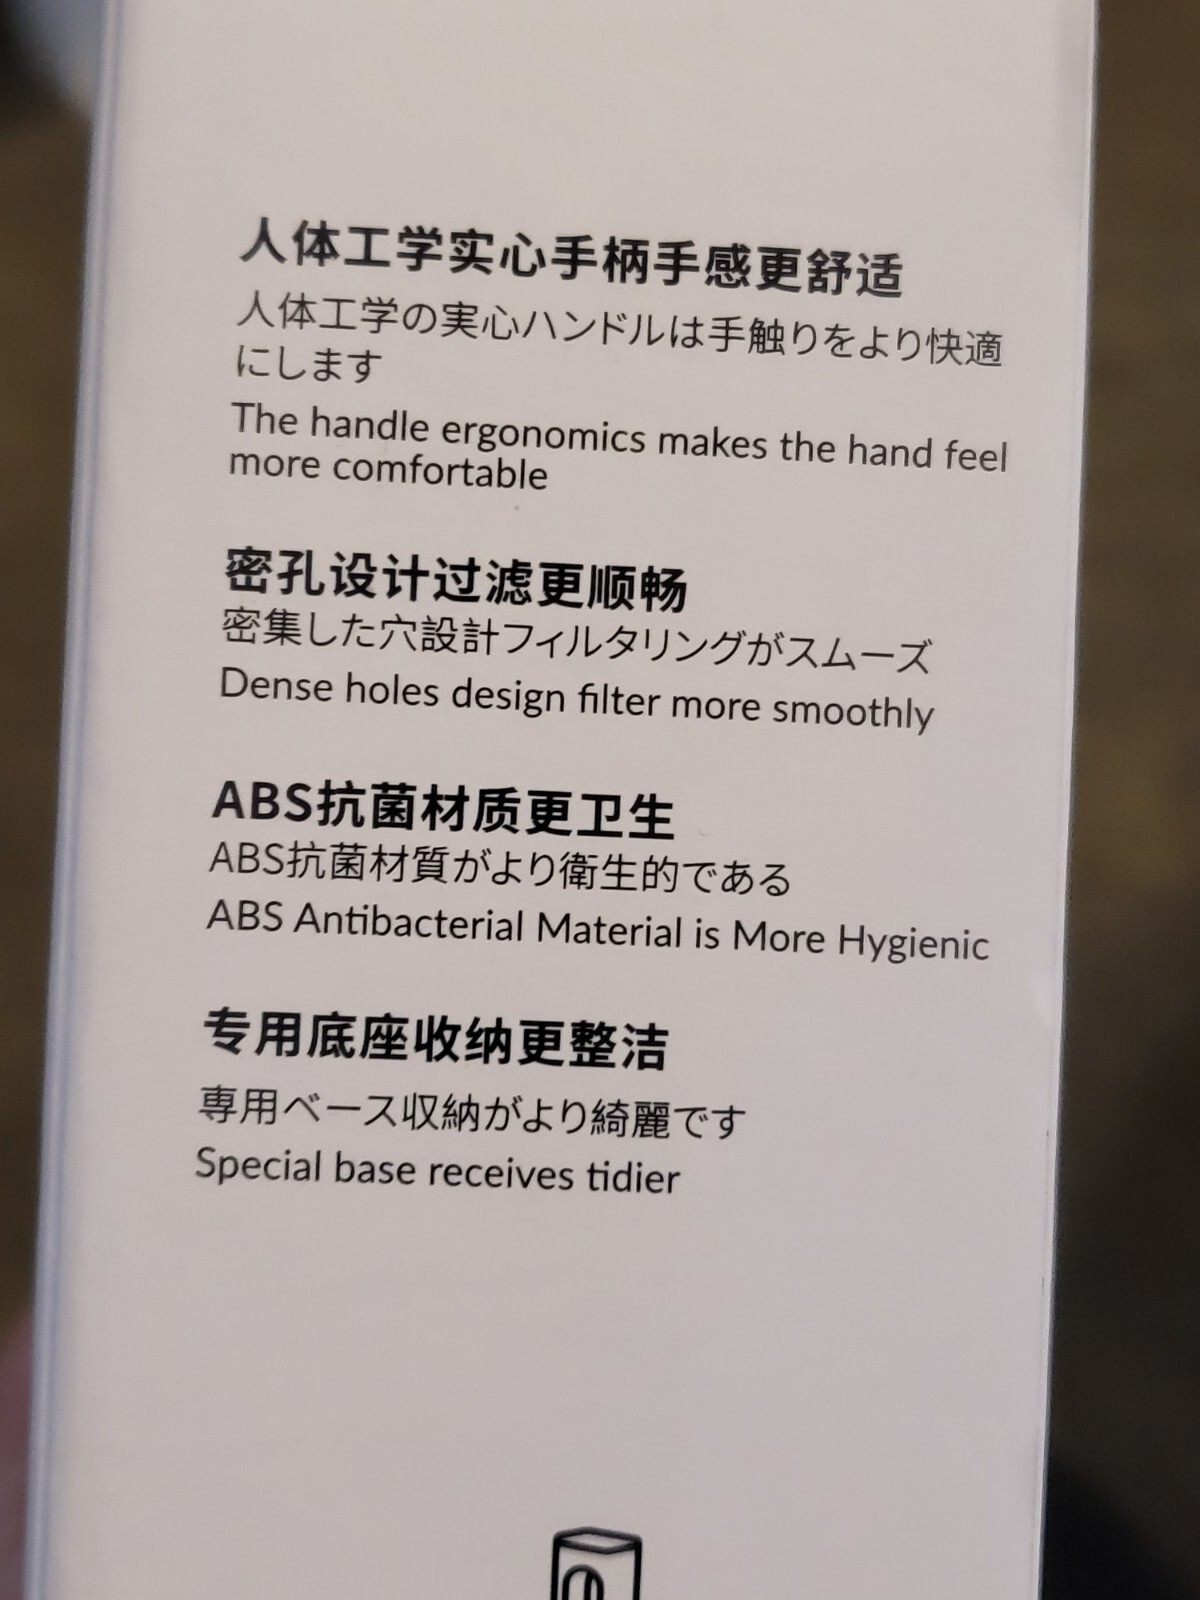 人体工学实心手柄手感更舒适
人体工学の実心ハンドルは手触りをより快適
にします
The handle ergonomics makes the hand feel
more comfortable
密孔设计过滤更顺畅
密集した穴設計フィルタリングがスムーズ
Dense holes design filter more smoothly
ABS抗菌材质更卫生
ABS抗菌材質がより衛生的である
ABS Antibacterial Material is More Hygienic
专用底座收纳更整洁
専用ベース収納がより綺麗です
Special base receives tidier